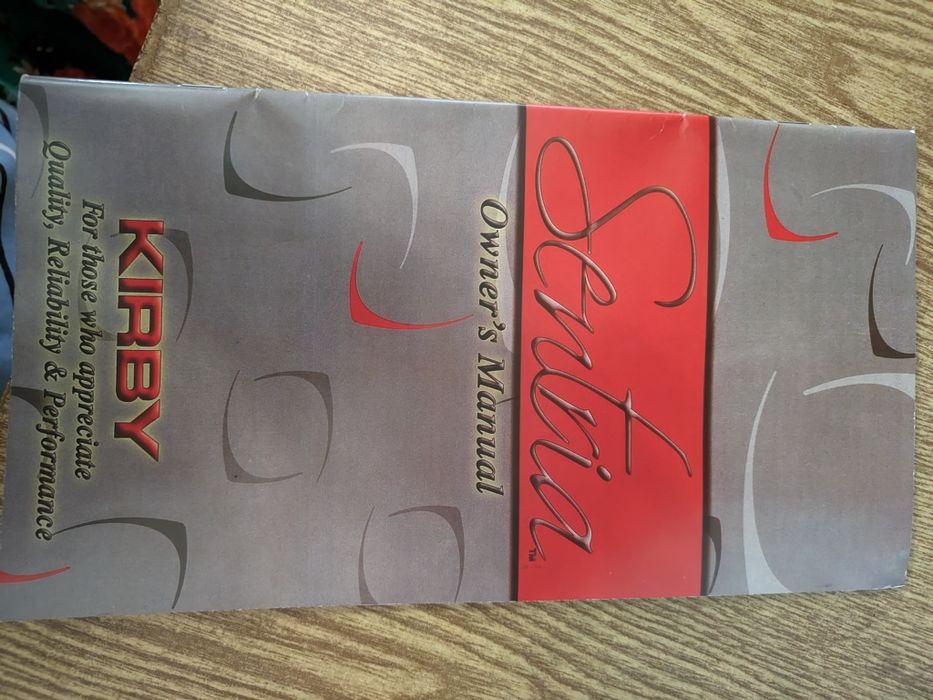 Sentria™
Owner's Manual
KIRBY
For those who appreciate
Quality, Reliability & Performance